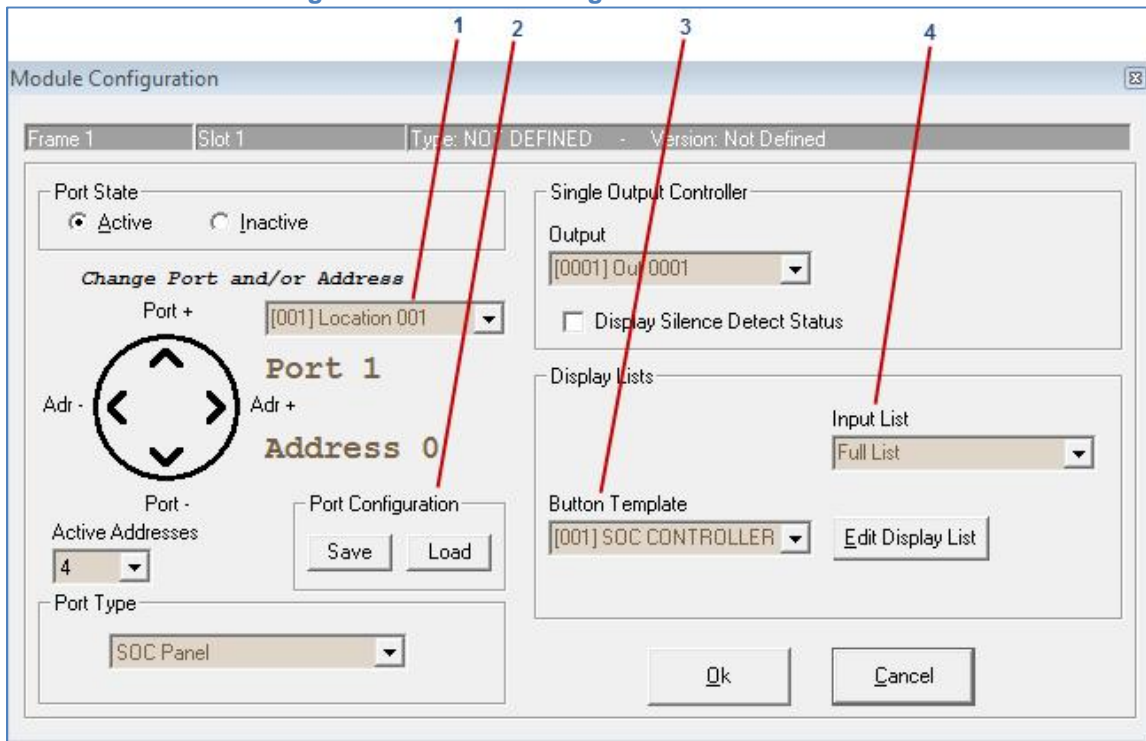 1 2 3 4
Module Configuration
Frame 1 Slot 1 Type: NOT DEFINED - Version: Not Defined
Port State
Active Inactive
Change Port and/or Address
Port +
[001] Location 001
Port 1
Adr - Adr +
Address 0
Port -
Active Addresses
4
Port Configuration
Save Load
Port Type
SOC Panel
Single Output Controller
Output
[0001] Out 0001
Display Silence Detect Status
Display Lists
Input List
Full List
Button Template
[001] SOC CONTROLLER
Edit Display List
Ok Cancel